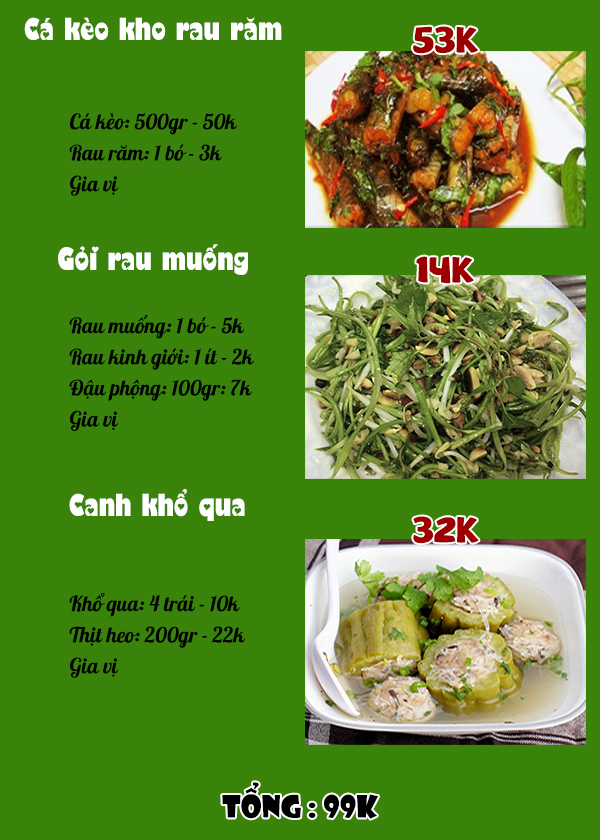 Cá kèo kho rau răm
53K
Cá kèo: 500gr - 50k
Rau răm: 1 bó - 3k
Gia vị
Gỏi rau muống
14K
Rau muống: 1 bó - 5k
Rau kinh giới: 1 ít - 2k
Đậu phộng: 100gr: 7k
Gia vị
Canh khổ qua
32K
Khổ qua: 4 trái - 10k
Thịt heo: 200gr - 22k
Gia vị
TỔNG : 99K